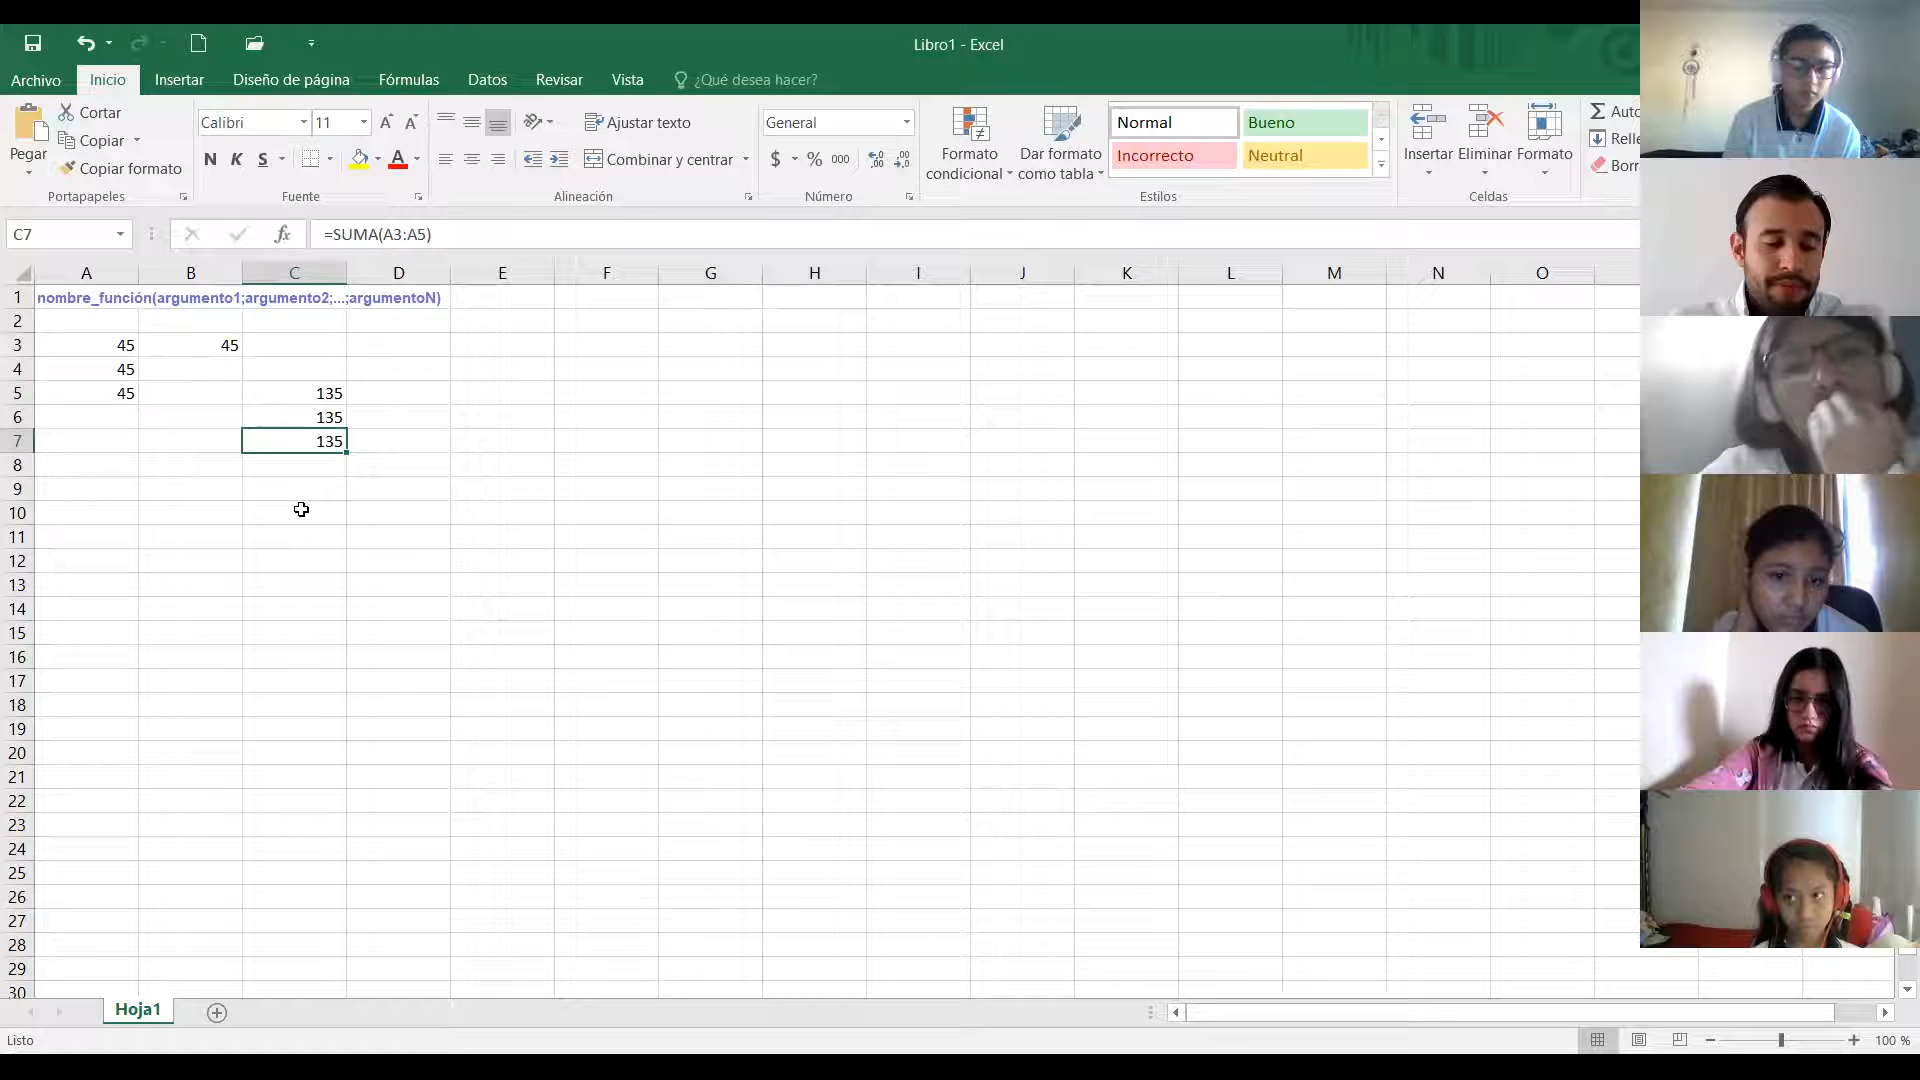 Libro1 - Excel
Archivo Inicio Insertar Diseño de página Fórmulas Datos Revisar Vista ¿Qué desea hacer?
Pegar
Cortar
Copiar
Copiar formato
Portapapeles
Calibri 11
N K S A
Fuente
Ajustar texto
Combinar y centrar
Alineación
General
$ % 000
Número
Formato condicional
Dar formato como tabla
Normal Bueno
Incorrecto Neutral
Estilos
Insertar Eliminar Formato
Celdas
Σ Auto
Relle
Borr
C7 fx =SUMA(A3:A5)
A B C D E F G H I J K L M N O
1 nombre_función(argumento1;argumento2;...;argumentoN)
2
3 45 45
4 45
5 45 135
6 135
7 135
8
9
10
11
12
13
14
15
16
17
18
19
20
21
22
23
24
25
26
27
28
29
30
Hoja1
Listo 100 %